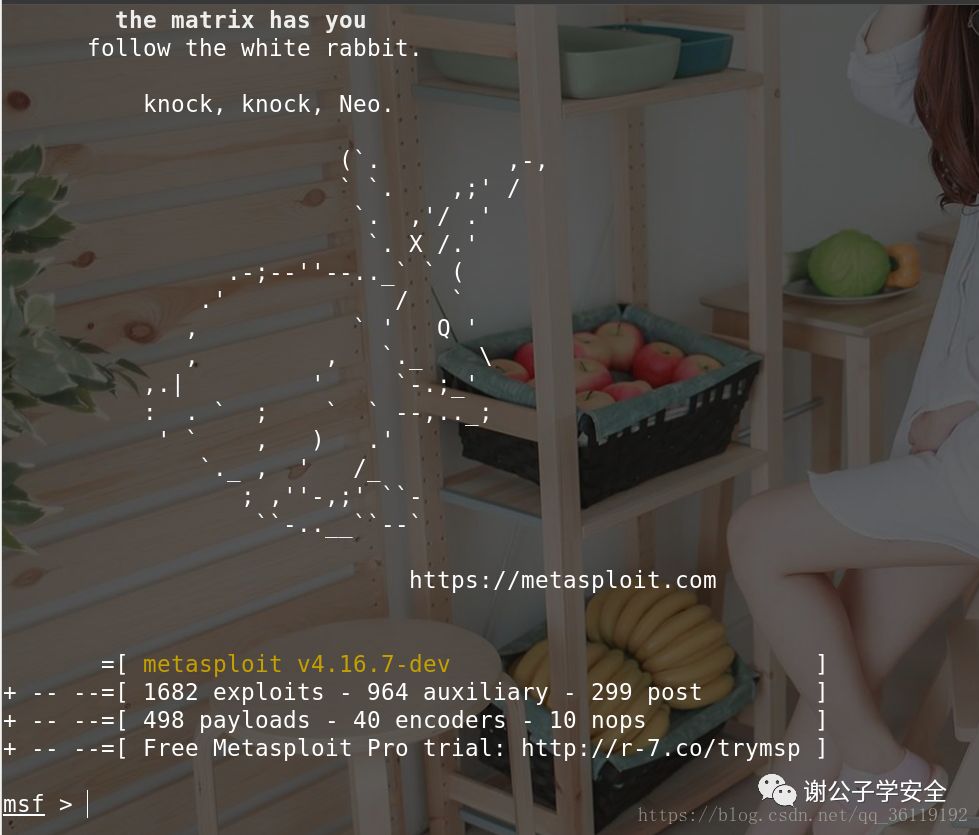 the matrix has you
follow the white rabbit.
knock, knock, Neo.
https://metasploit.com
=[ metasploit v4.16.7-dev ]
+ -- --=[ 1682 exploits - 964 auxiliary - 299 post ]
+ -- --=[ 498 payloads - 40 encoders - 10 nops ]
+ -- --=[ Free Metasploit Pro trial: http://r-7.co/trymsp ]
msf >
谢公子学安全
https://blog.csdn.net/qq_36119192